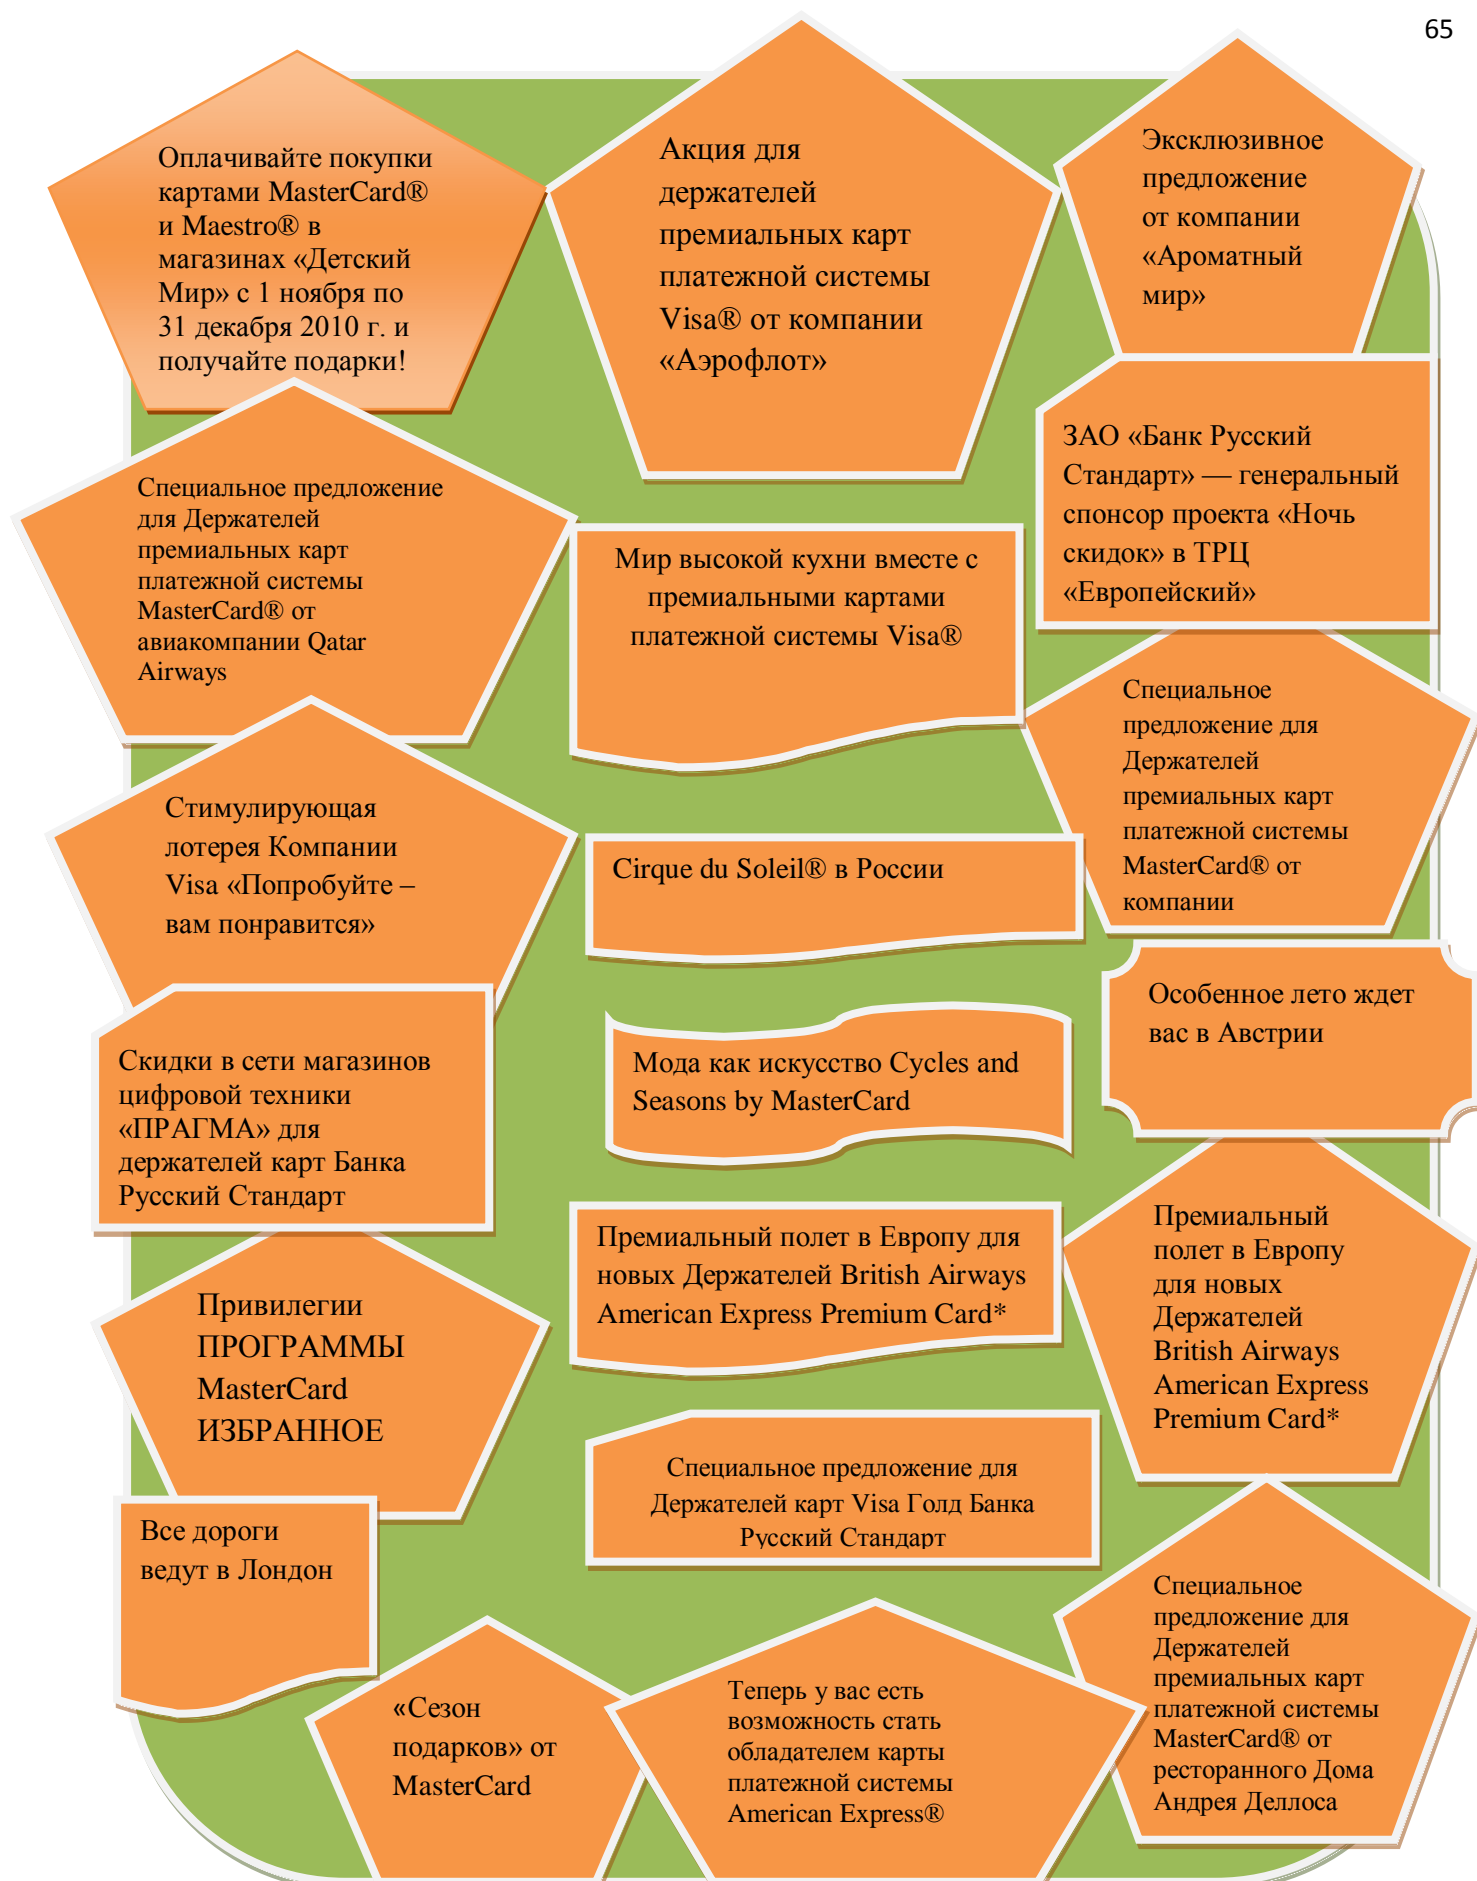 65
Оплачивайте покупки
картами MasterCard®
и Maestro® в
магазинах «Детский
Мир» с 1 ноября по
31 декабря 2010 г. и
получайте подарки!
Акция для
держателей
премиальных карт
платежной системы
Visa® от компании
«Аэрофлот»
Эксклюзивное
предложение
от компании
«Ароматный
мир»
ЗАО «Банк Русский
Стандарт» — генеральный
спонсор проекта «Ночь
скидок» в ТРЦ
«Европейский»
Специальное предложение
для Держателей
премиальных карт
платежной системы
MasterCard® от
авиакомпании Qatar
Airways
Мир высокой кухни вместе с
премиальными картами
платежной системы Visa®
Специальное
предложение для
Держателей
премиальных карт
платежной системы
MasterCard® от
компании
Стимулирующая
лотерея Компании
Visa «Попробуйте –
вам понравится»
Cirque du Soleil® в России
Особенное лето ждет
вас в Австрии
Скидки в сети магазинов
цифровой техники
«ПРАГМА» для
держателей карт Банка
Русский Стандарт
Мода как искусство Cycles and
Seasons by MasterCard
Премиальный полет в Европу для
новых Держателей British Airways
American Express Premium Card*
Премиальный
полет в Европу
для новых
Держателей
British Airways
American Express
Premium Card*
Привилегии
ПРОГРАММЫ
MasterCard
ИЗБРАННОЕ
Специальное предложение для
Держателей карт Visa Голд Банка
Русский Стандарт
Все дороги
ведут в Лондон
Специальное
предложение для
Держателей
премиальных карт
платежной системы
MasterCard® от
ресторанного Дома
Андрея Деллоса
«Сезон
подарков» от
MasterCard
Теперь у вас есть
возможность стать
обладателем карты
платежной системы
American Express®